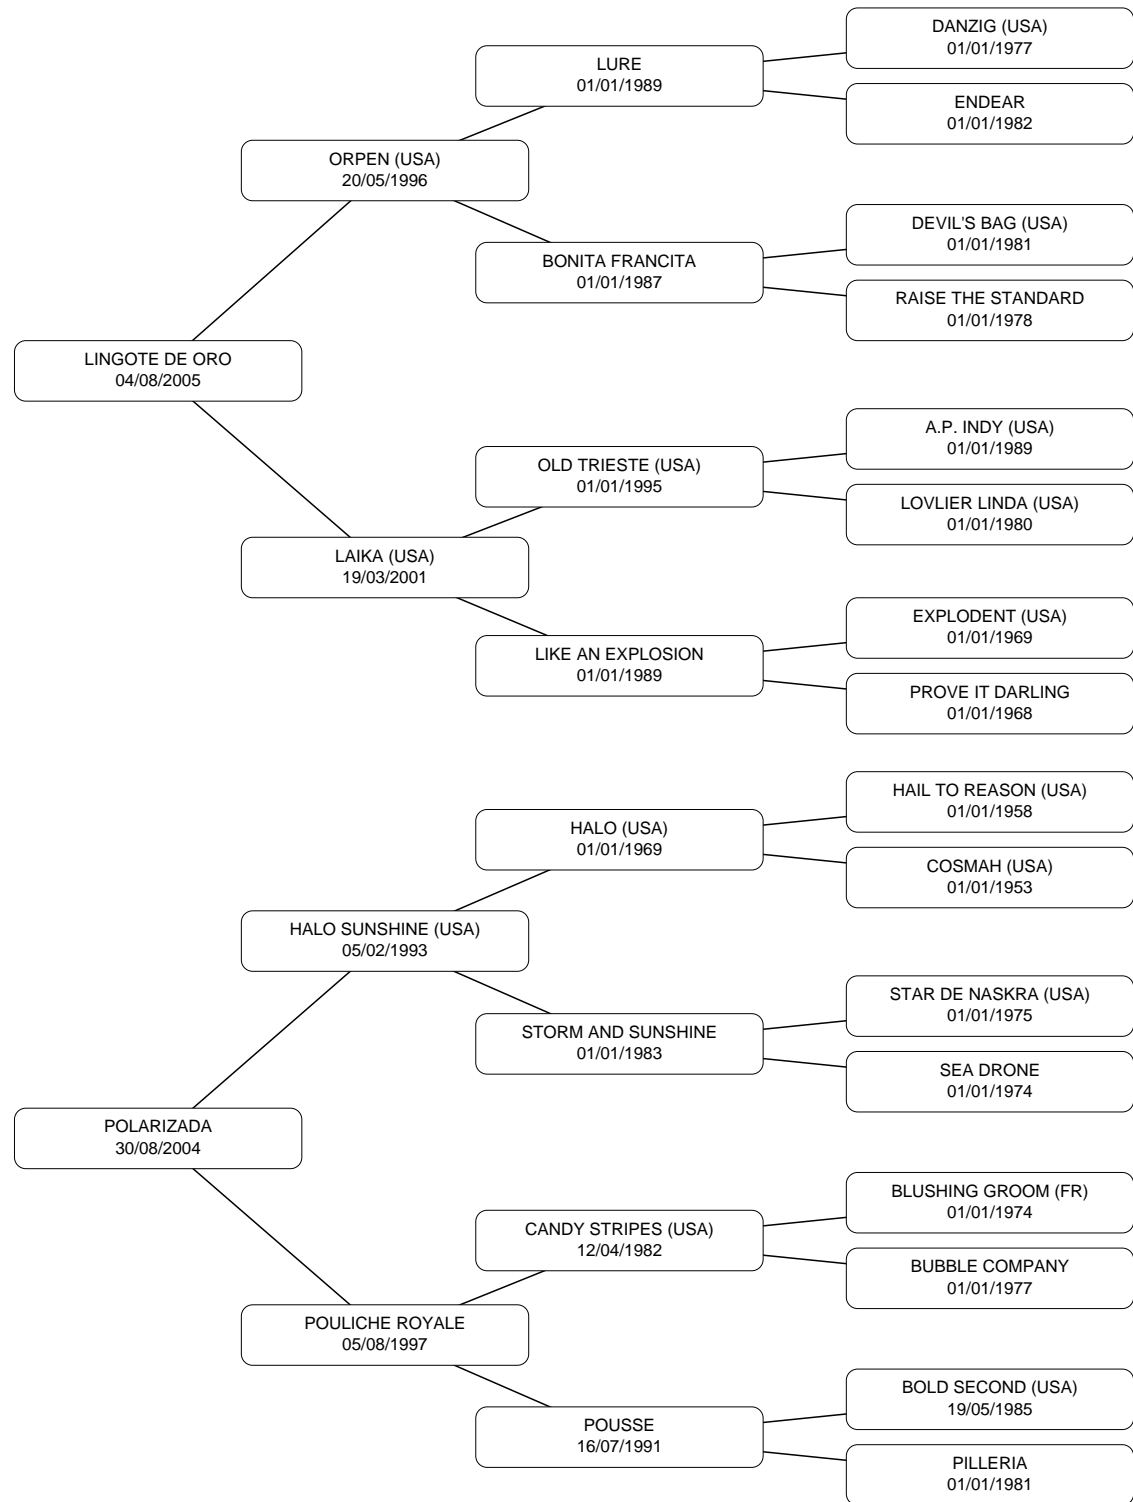 DANZIG (USA)
01/01/1977
LURE
01/01/1989
ENDEAR
01/01/1982
ORPEN (USA)
20/05/1996
DEVIL'S BAG (USA)
01/01/1981
BONITA FRANCITA
01/01/1987
RAISE THE STANDARD
01/01/1978
LINGOTE DE ORO
04/08/2005
A.P. INDY (USA)
01/01/1989
OLD TRIESTE (USA)
01/01/1995
LOVLIER LINDA (USA)
01/01/1980
LAIKA (USA)
19/03/2001
EXPLODENT (USA)
01/01/1969
LIKE AN EXPLOSION
01/01/1989
PROVE IT DARLING
01/01/1968
HAIL TO REASON (USA)
01/01/1958
HALO (USA)
01/01/1969
COSMAH (USA)
01/01/1953
HALO SUNSHINE (USA)
05/02/1993
STAR DE NASKRA (USA)
01/01/1975
STORM AND SUNSHINE
01/01/1983
SEA DRONE
01/01/1974
POLARIZADA
30/08/2004
BLUSHING GROOM (FR)
01/01/1974
CANDY STRIPES (USA)
12/04/1982
BUBBLE COMPANY
01/01/1977
POULICHE ROYALE
05/08/1997
BOLD SECOND (USA)
19/05/1985
POUSSE
16/07/1991
PILLERIA
01/01/1981